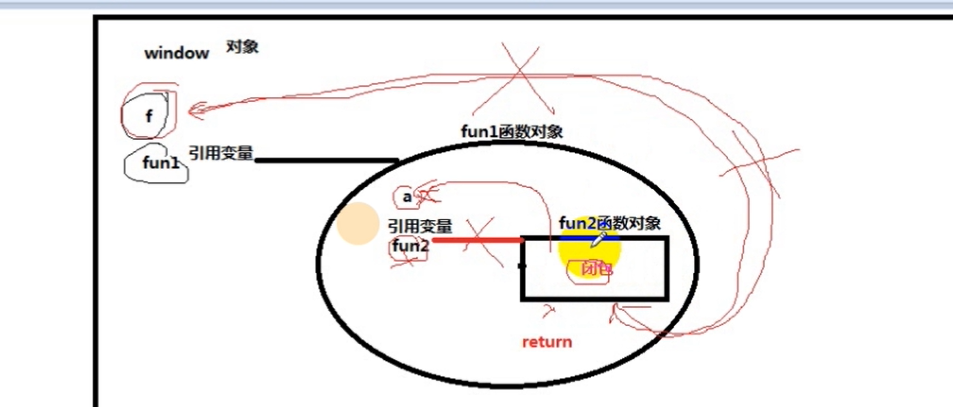 window 对象
f
fun1 引用变量
fun1函数对象
a
引用变量
fun2
fun2函数对象
闭包
return